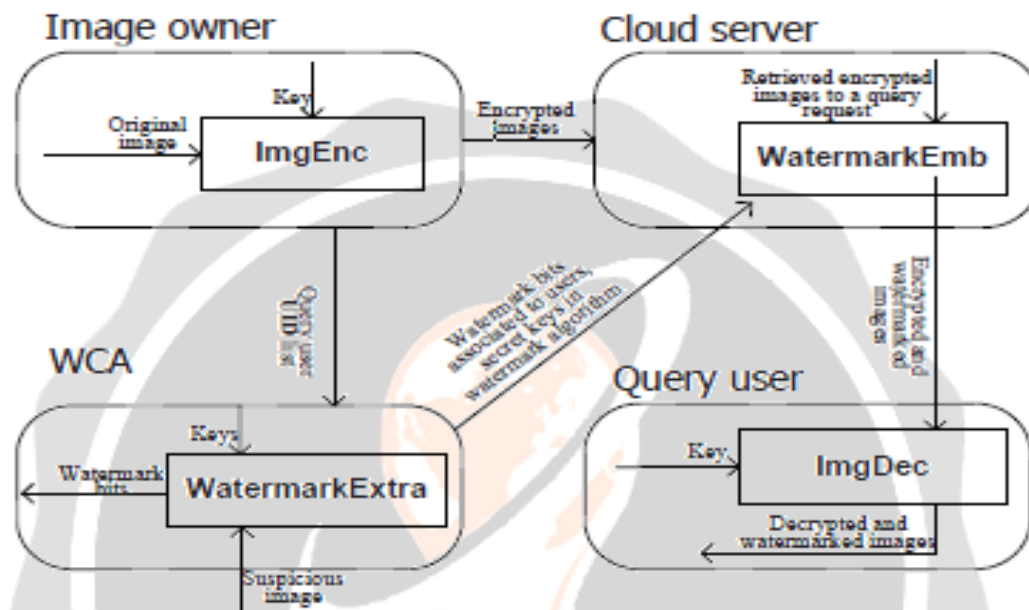 Image owner
Key
Original
image
ImgEnc
Encrypted
images
Cloud server
Retrieved encrypted
images to a query
request
WatermarkEmb
Query user
UID list
Watermark bits
associated to users,
secret keys in
watermark algorithm
Encrypted and
watermarked
images
WCA
Keys
Watermark
bits
WatermarkExtra
Suspicious
image
Query user
Key
ImgDec
Decrypted and
watermarked images